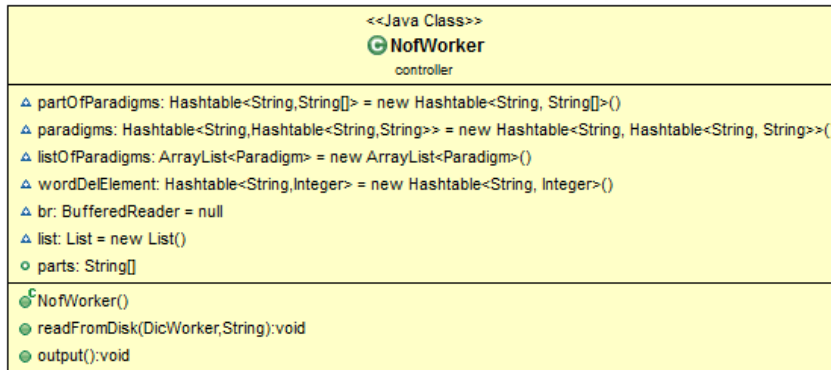 <<Java Class>>
NofWorker
controller
partOfParadigms: Hashtable<String,String[]> = new Hashtable<String, String[]>()
paradigms: Hashtable<String,Hashtable<String,String>> = new Hashtable<String, Hashtable<String, String>>(
listOfParadigms: ArrayList<Paradigm> = new ArrayList<Paradigm>()
wordDelElement: Hashtable<String,Integer> = new Hashtable<String, Integer>()
br: BufferedReader = null
list: List = new List()
parts: String[]
NofWorker()
readFromDisk(DicWorker,String):void
output():void